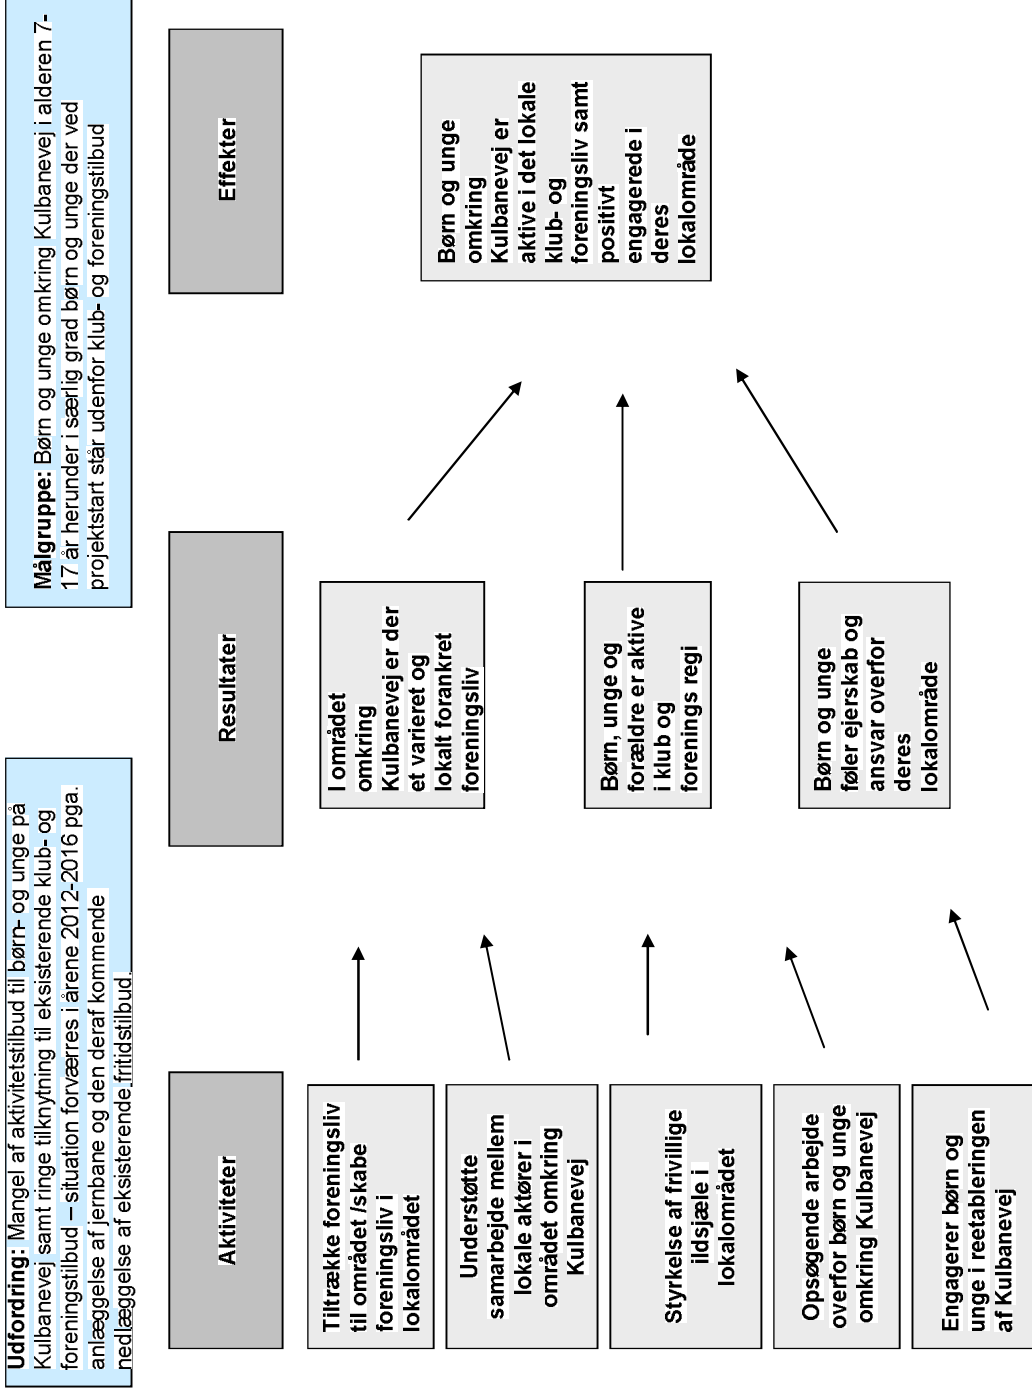 Udfordring: Mangel af aktivitetstilbud til børn- og unge på
Kulbanevej samt ringe tilknytning til eksisterende klub- og
foreningstilbud – situation forværres i årene 2012-2016 pga.
anlæggelse af jernbane og den deraf kommende
nedlæggelse af eksisterende fritidstilbud.
Målgruppe: Børn og unge omkring Kulbanevej i alderen 7-
17 år herunder i særlig grad børn og unge der ved
projektstart står udenfor klub- og foreningstilbud
Aktiviteter
Resultater
Effekter
Tiltrække foreningsliv
til området /skabe
foreningsliv i
lokalområdet
Understøtte
samarbejde mellem
lokale aktører i
området omkring
Kulbanevej
Styrkelse af frivillige
ildsjæle i
lokalområdet
Opsøgende arbejde
overfor børn og unge
omkring Kulbanevej
Engagerer børn og
unge i reetableringen
af Kulbanevej
I området
omkring
Kulbanevej er der
et varieret og
lokalt forankret
foreningsliv
Børn, unge og
forældre er aktive
i klub og
forenings regi
Børn og unge
føler ejerskab og
ansvar overfor
deres
lokalområde
Børn og unge
omkring
Kulbanevej er
aktive i det lokale
klub- og
foreningsliv samt
positivt
engagerede i
deres
lokalområde